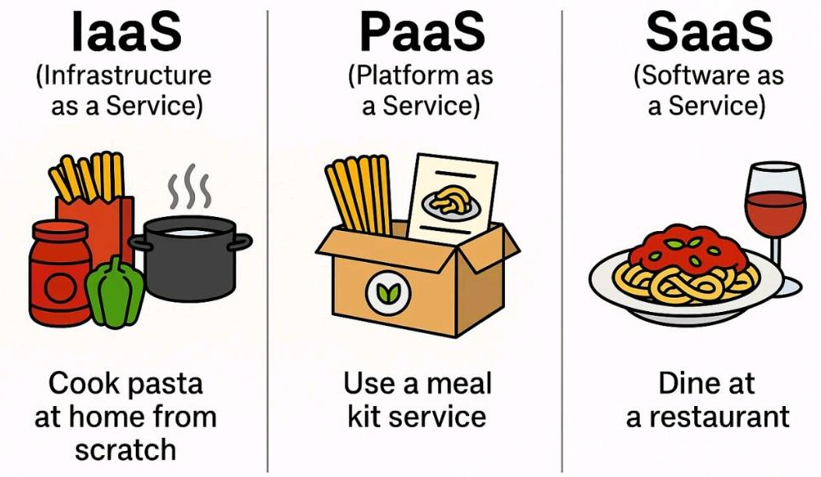 IaaS
(Infrastructure
as a Service)
Cook pasta
at home from
scratch
PaaS
(Platform as
a Service)
Use a meal
kit service
SaaS
(Software as
a Service)
Dine at
a restaurant